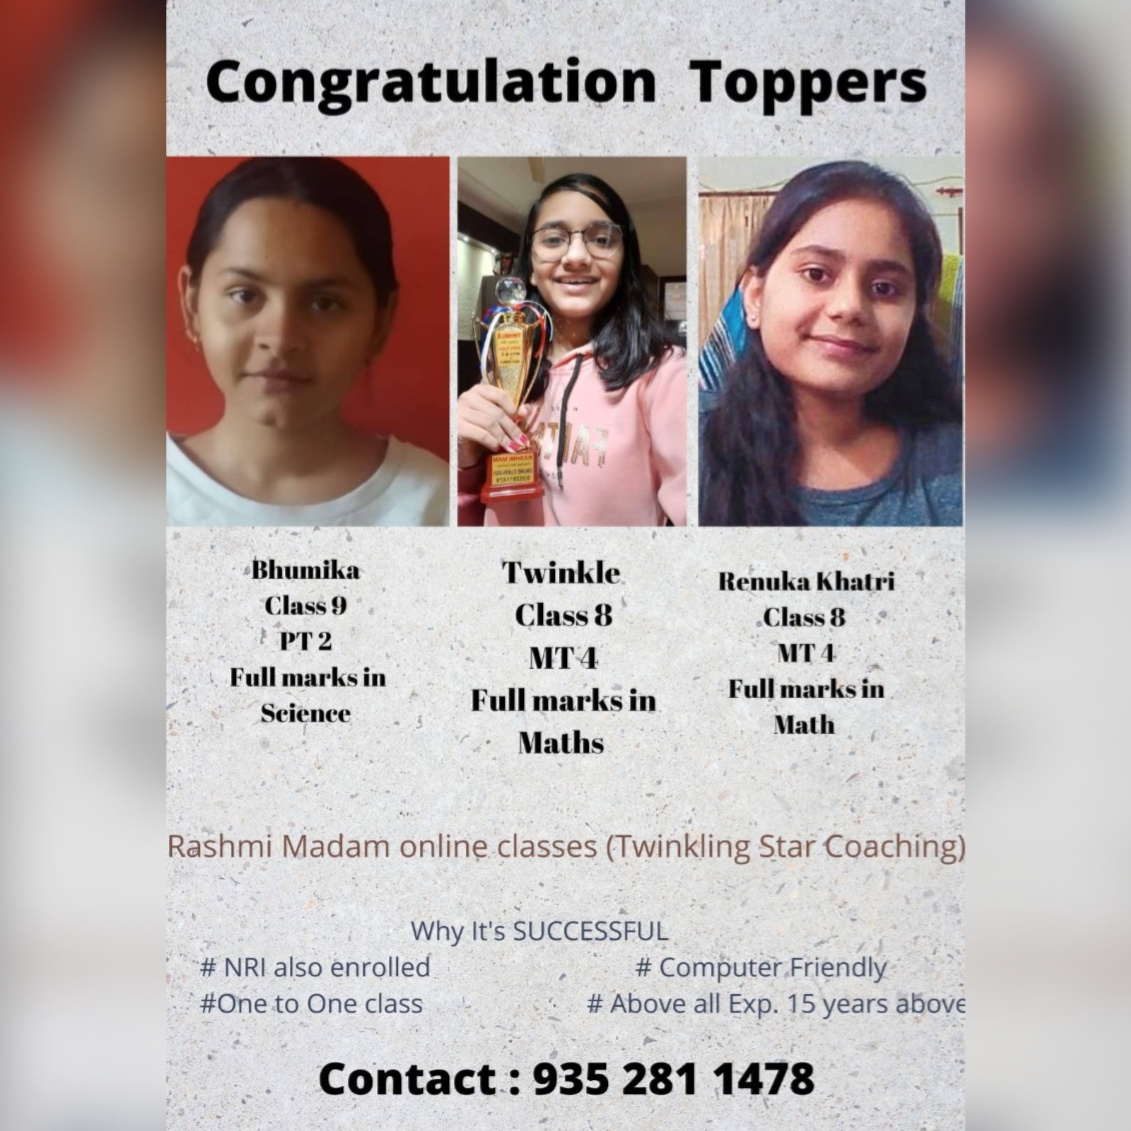 Congratulation Toppers
Bhumika
Class 9
PT 2
Full marks in
Science
Twinkle
Class 8
MT 4
Full marks in
Maths
Renuka Khatri
Class 8
MT 4
Full marks in
Math
Rashmi Madam online classes (Twinkling Star Coaching)
Why It's SUCCESSFUL
# NRI also enrolled
# Computer Friendly
#One to One class
# Above all Exp. 15 years above
Contact : 935 281 1478